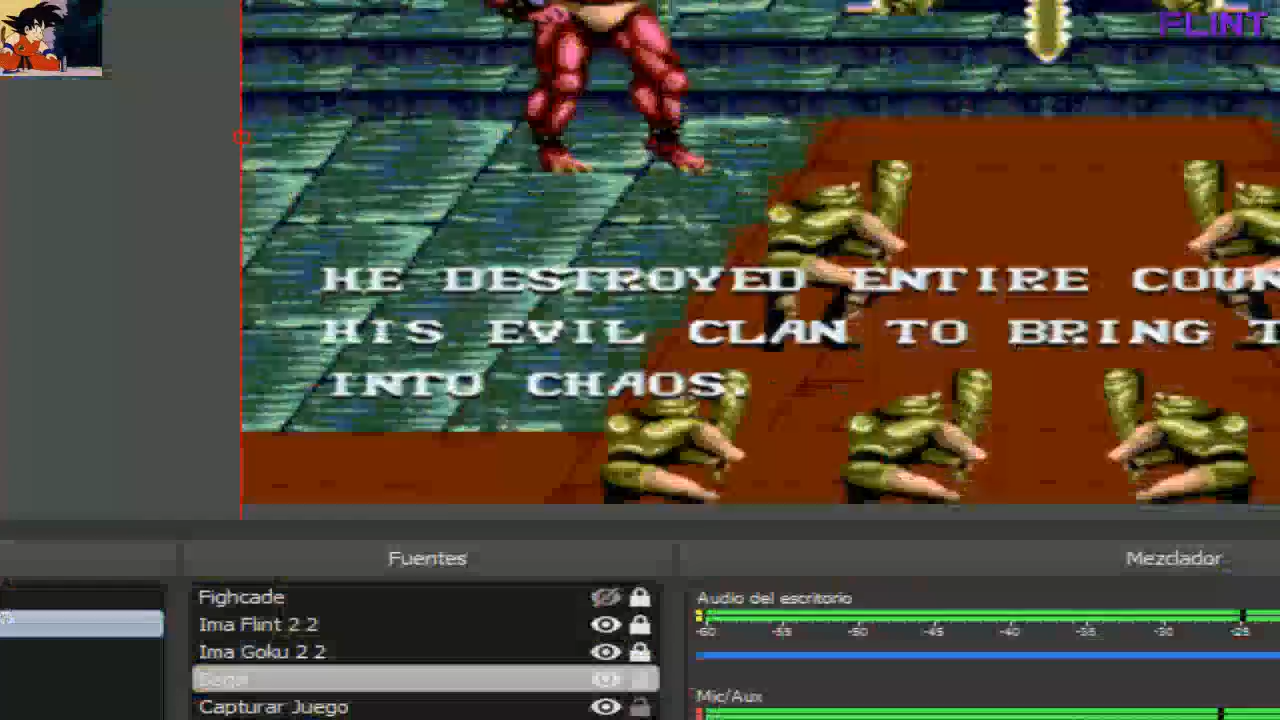 FLINT
HE DESTROYED ENTIRE COUN
HIS EVIL CLAN TO BRING T
INTO CHAOS.
Fuentes
Mezclador
Fighcade
Ima Flint 2 2
Ima Goku 2 2
Capturar Juego
Audio del escritorio
-60 -55 -50 -45 -40 -35 -30 -25
Mic/Aux